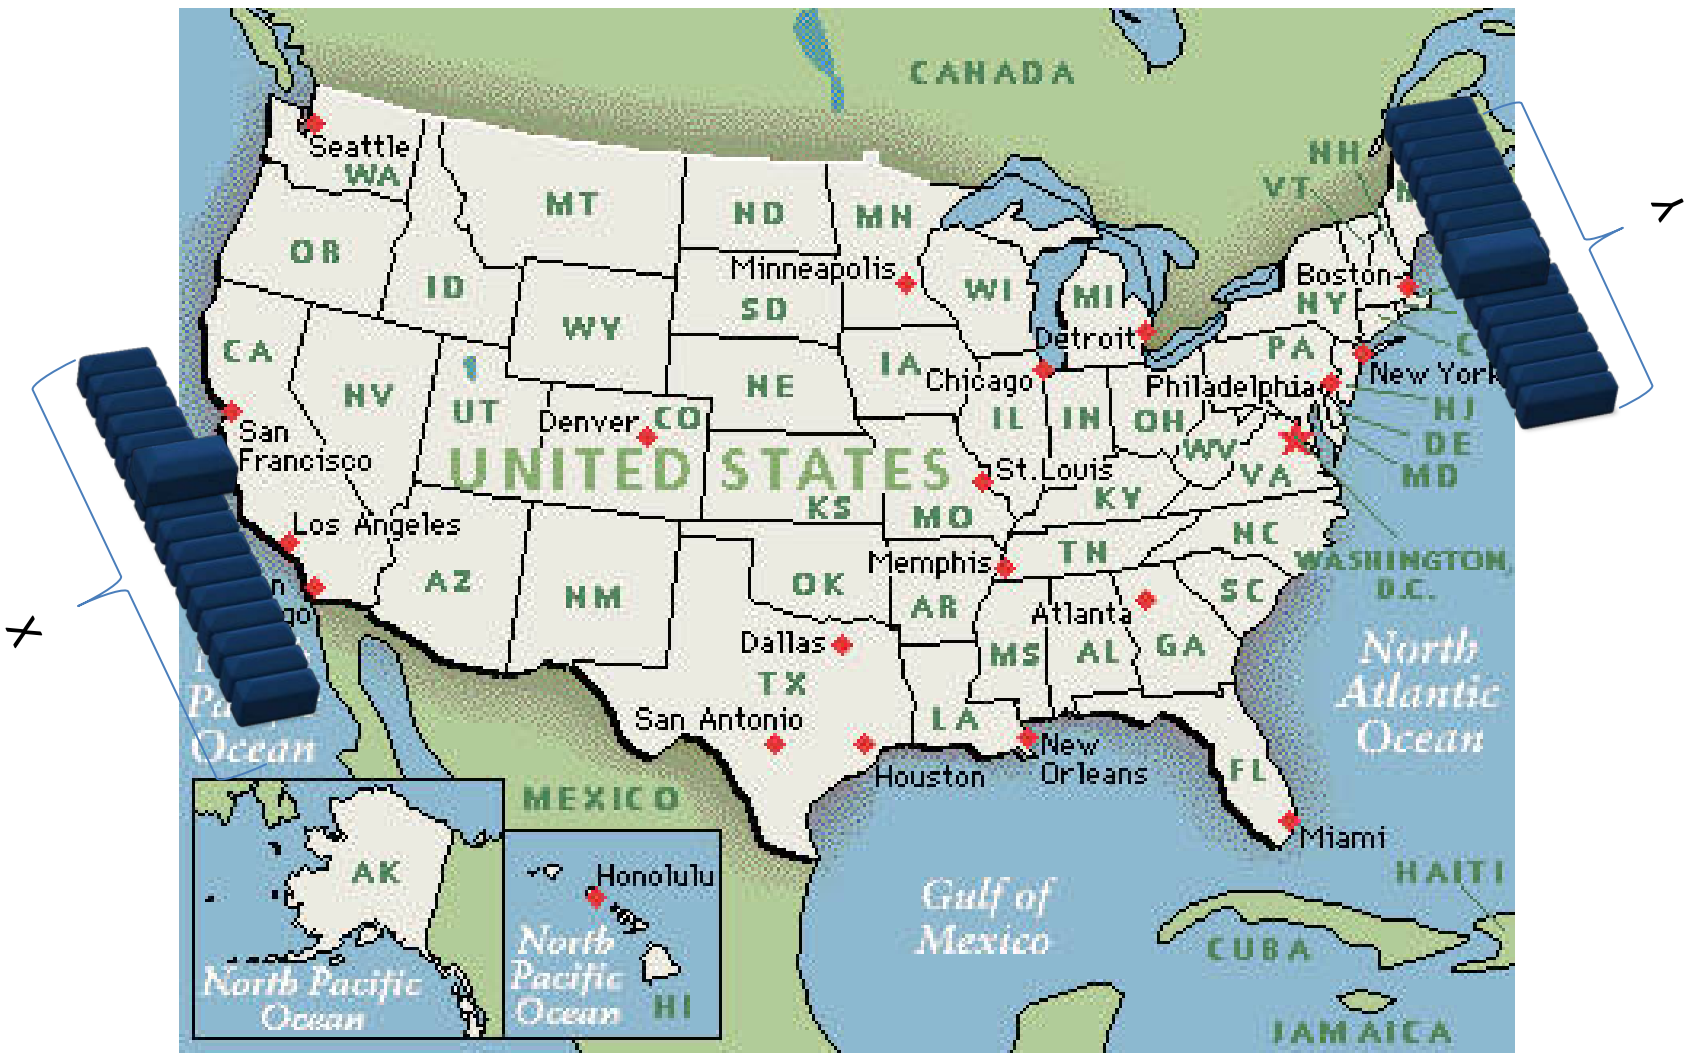 CANADA
NH
VT
Seattle
WA
MT
ND
MN
OR
ID
Minneapolis
WI
MI
Boston
NY
SD
WY
Detroit
CA
NV
UT
NE
IA
Chicago
PA
New York
Philadelphia
NJ
Denver
CO
IL
IN
OH
DE
WV
MD
San
Francisco
UNITED STATES
St. Louis
VA
KS
KY
MO
Los Angeles
NC
TN
Memphis
WASHINGTON,
D.C.
AZ
NM
OK
AR
SC
Atlanta
MS
AL
GA
Dallas
TX
North
Atlantic
Ocean
X
Y
San Antonio
LA
New
Orleans
Houston
FL
Ocean
MEXICO
Miami
AK
Honolulu
HAITI
Gulf of
Mexico
CUBA
North
Pacific
Ocean
HI
North Pacific
Ocean
JAMAICA